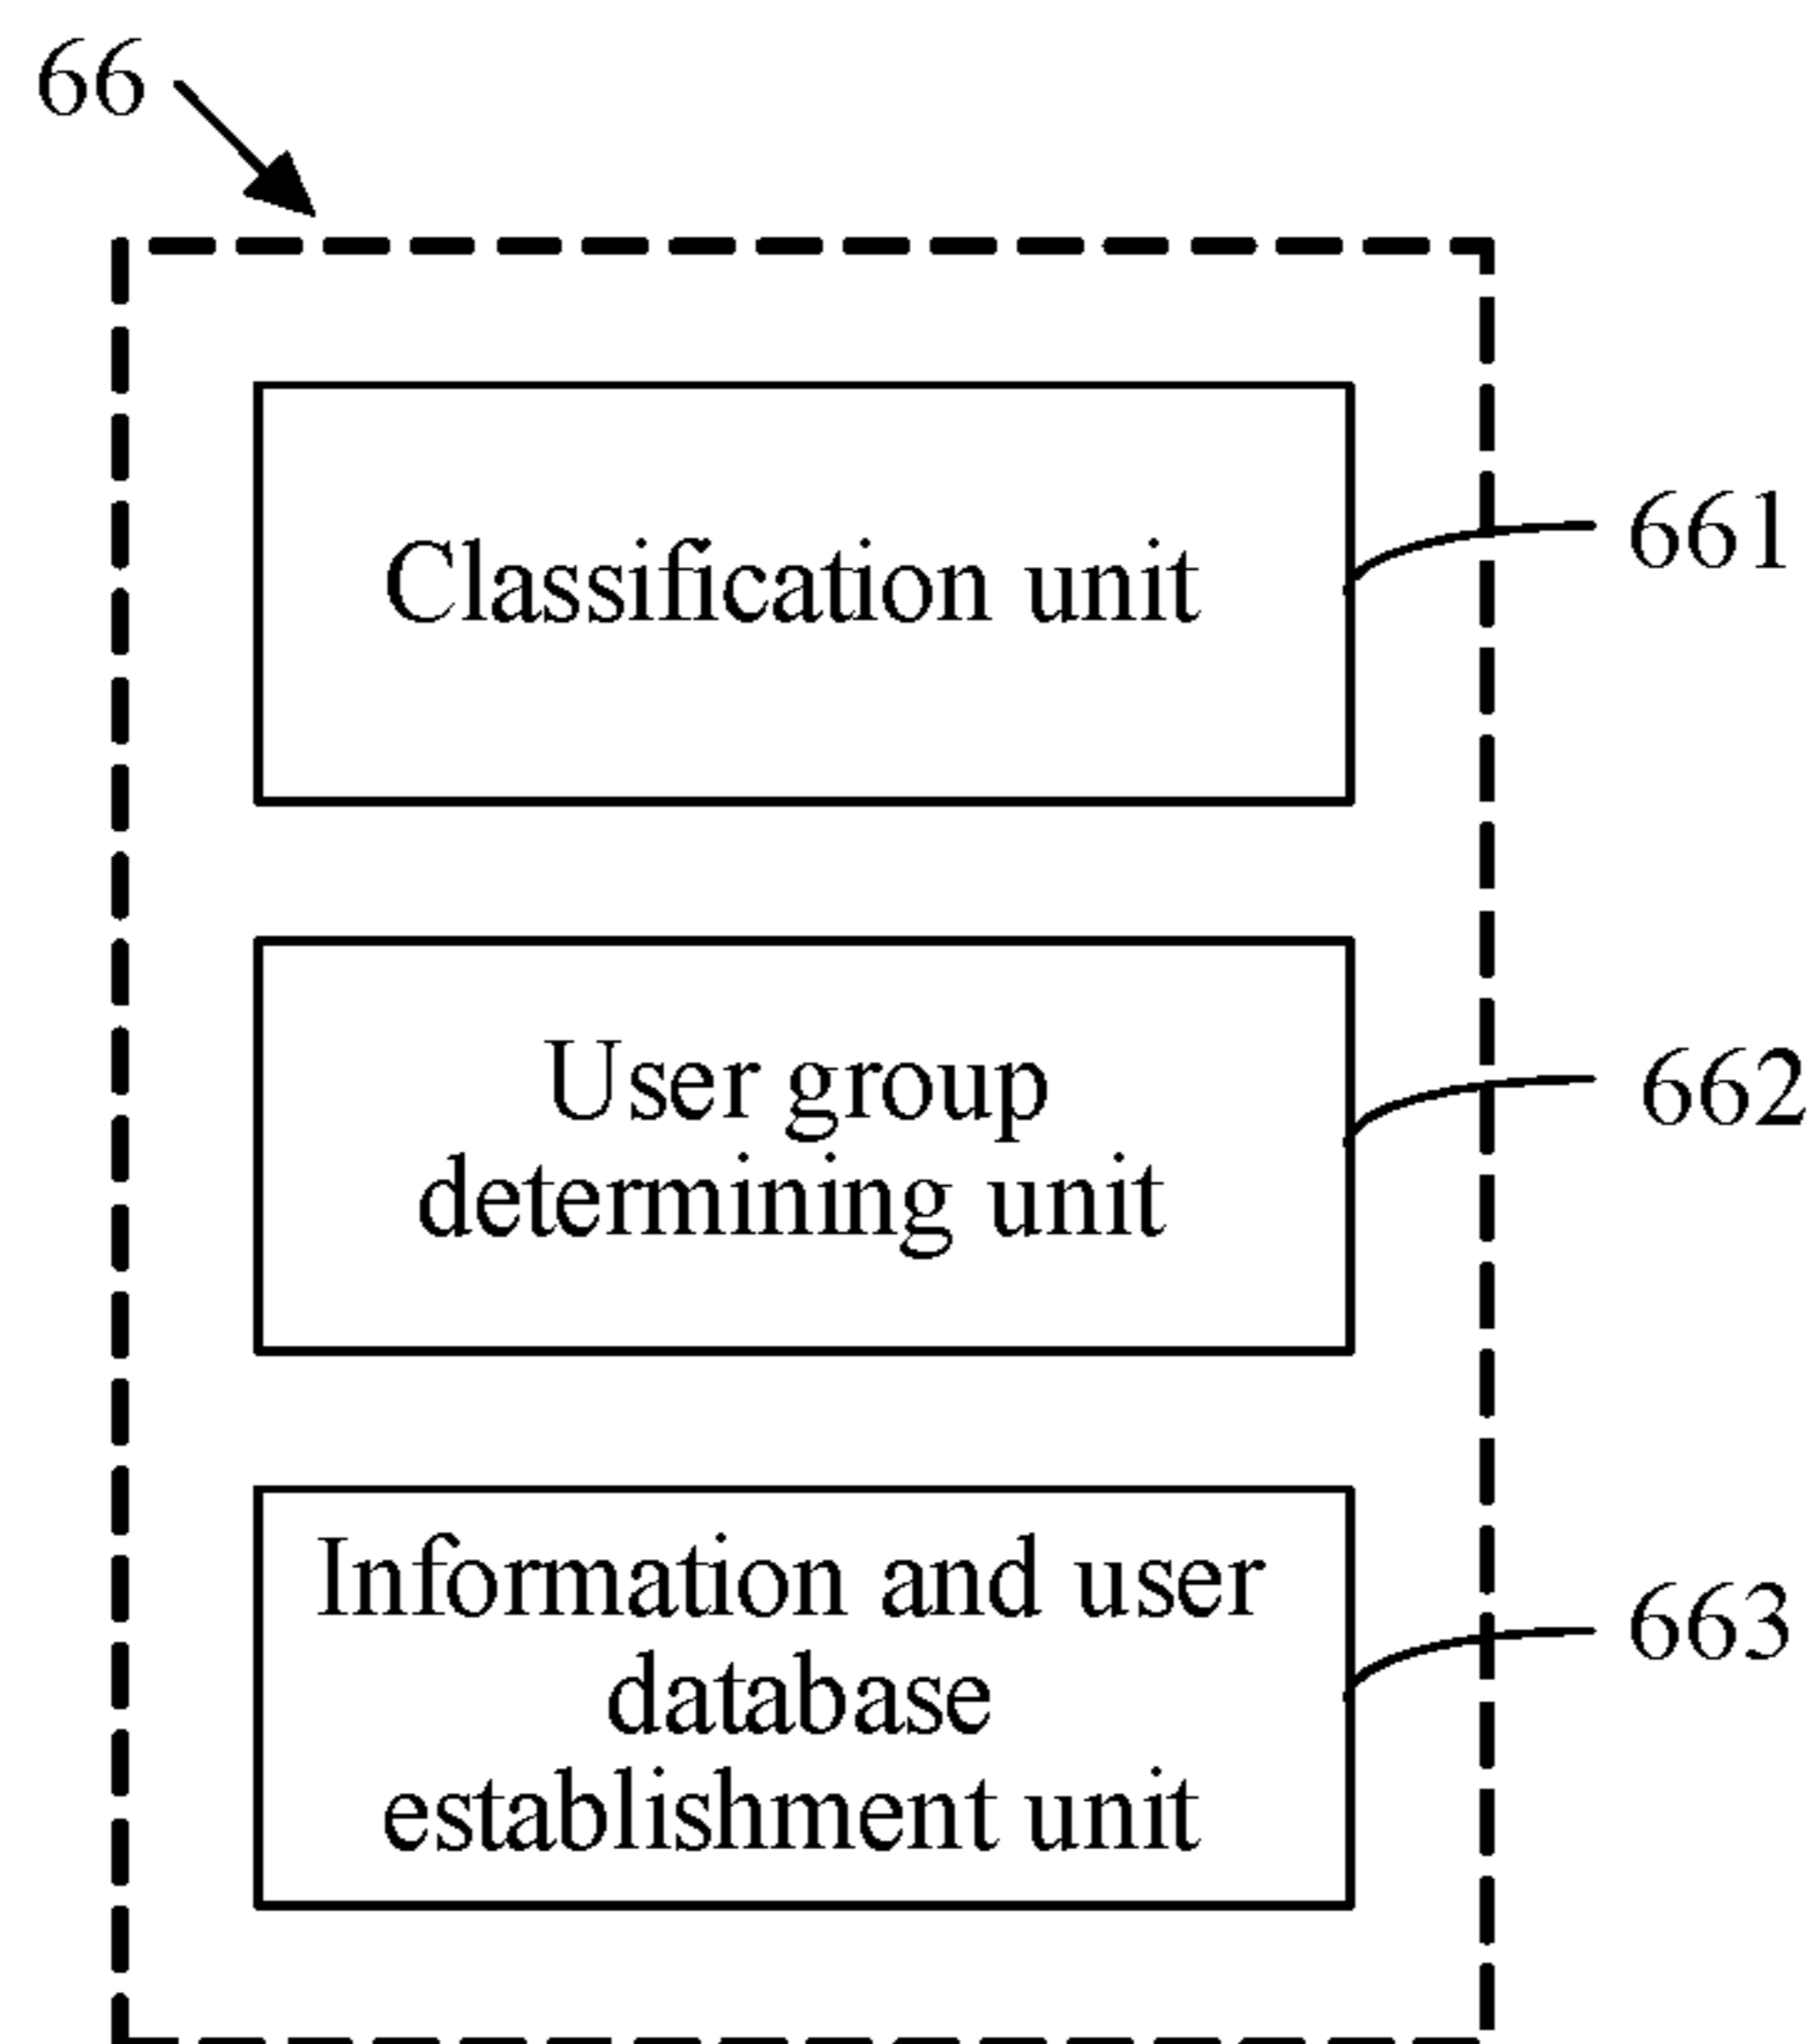 66
Classification unit
661
User group
determining unit
662
Information and user
database
establishment unit
663